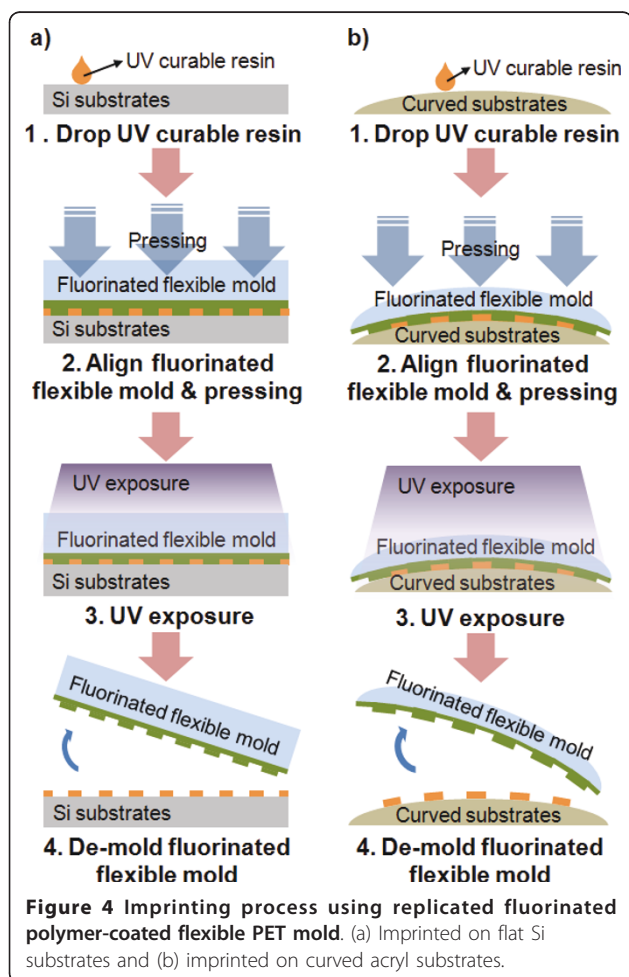 a)
UV curable resin
Si substrates
1 . Drop UV curable resin
Pressing
Fluorinated flexible mold
Si substrates
2. Align fluorinated
flexible mold & pressing
UV exposure
Fluorinated flexible mold
Si substrates
3. UV exposure
Fluorinated flexible mold
Si substrates
4. De-mold fluorinated
flexible mold
b)
UV curable resin
Curved substrates
1. Drop UV curable resin
Pressing
Fluorinated flexible mold
Curved substrates
2. Align fluorinated
flexible mold & pressing
UV exposure
Fluorinated flexible mold
Curved substrates
3. UV exposure
Fluorinated flexible mold
Curved substrates
4. De-mold fluorinated
flexible mold
Figure 4 Imprinting process using replicated fluorinated
polymer-coated flexible PET mold. (a) Imprinted on flat Si
substrates and (b) imprinted on curved acryl substrates.